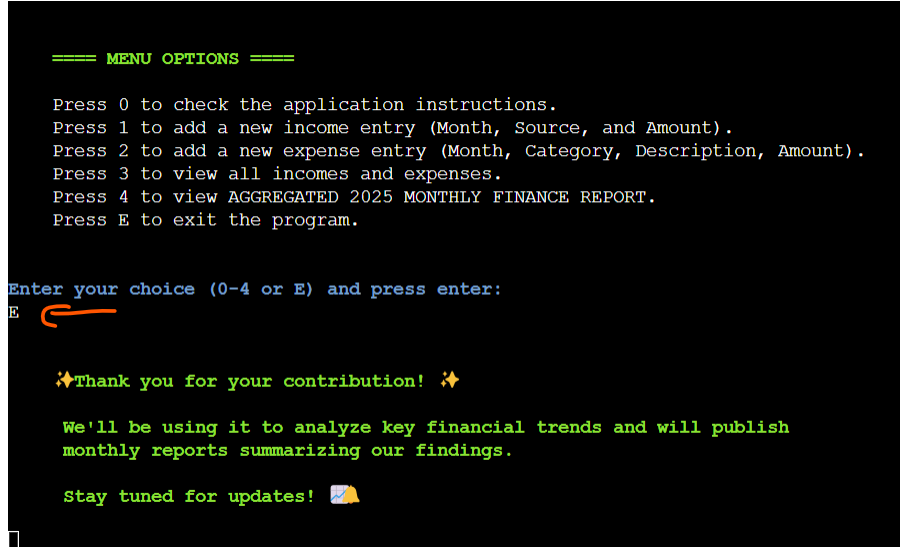 ==== MENU OPTIONS ====
Press 0 to check the application instructions.
Press 1 to add a new income entry (Month, Source, and Amount).
Press 2 to add a new expense entry (Month, Category, Description, Amount).
Press 3 to view all incomes and expenses.
Press 4 to view AGGREGATED 2025 MONTHLY FINANCE REPORT.
Press E to exit the program.
Enter your choice (0-4 or E) and press enter:
E
✨Thank you for your contribution! ✨
We'll be using it to analyze key financial trends and will publish
monthly reports summarizing our findings.
Stay tuned for updates! 📈🔔